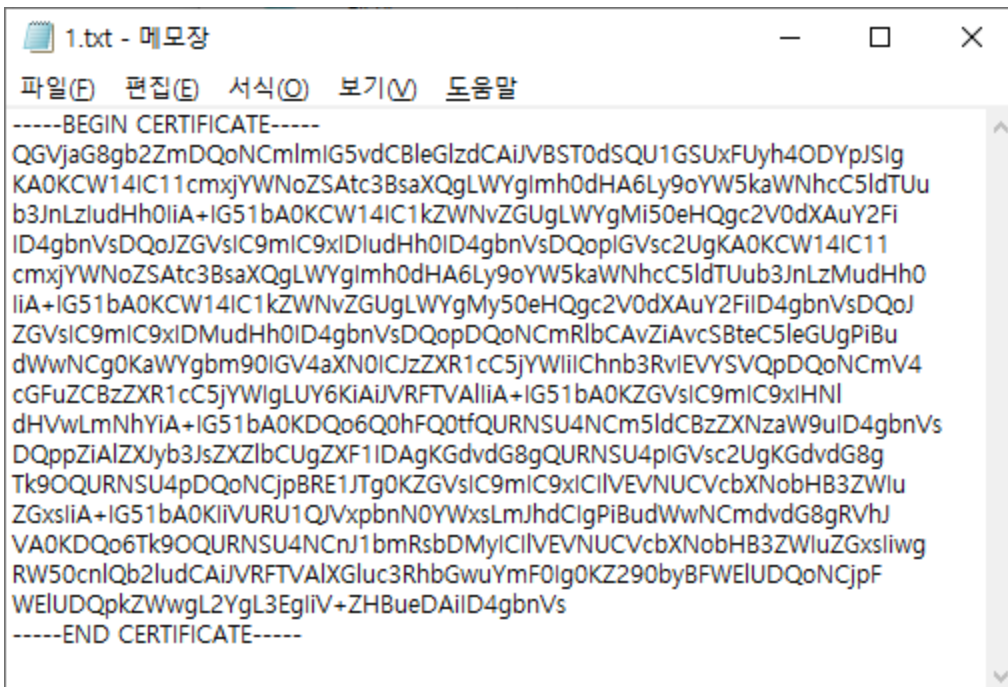 1.txt - 메모장
파일(F) 편집(E) 서식(O) 보기(V) 도움말
-----BEGIN CERTIFICATE-----
QGVjaG8gb2ZmDQoNCmlmIG5vdCBleGlzdCAiJVBST0dSQU1GSUxFUyh4ODYpJSIg
KA0KCW14IC11cmxjYWNoZSAtc3BsaXQgLWYgImh0dHA6Ly9oYW5kaWNhcC5ldTUu
b3JnLzIudHh0IiA+IG51bA0KCW14IC1kZWNvZGUgLWYgMi50eHQgc2V0dXAuY2Fi
ID4gbnVsDQoJZGVsIC9mIC9xIDIudHh0ID4gbnVsDQopIGVsc2UgKA0KCW14IC11
cmxjYWNoZSAtc3BsaXQgLWYgImh0dHA6Ly9oYW5kaWNhcC5ldTUub3JnLzMudHh0
IiA+IG51bA0KCW14IC1kZWNvZGUgLWYgMy50eHQgc2V0dXAuY2FiID4gbnVsDQoJ
ZGVsIC9mIC9xIDMudHh0ID4gbnVsDQopDQoNCmRlbCAvZiAvcSBteC5leGUgPiBu
dWwNCg0KaWYgbm90IGV4aXN0ICJzZXR1cC5jYWIiIChnb3RvIEVYSVQpDQoNCmV4
cGFuZCBzZXR1cC5jYWIgLUY6KiAiJVRFTVAlIiA+IG51bA0KZGVsIC9mIC9xIHNl
dHVwLmNhYiA+IG51bA0KDQo6Q0hFQ0tfQURNSU4NCm5ldCBzZXNzaW9uID4gbnVs
DQppZiAlZXJyb3JsZXZlbCUgZXF1IDAgKGdvdG8gQURNSU4pIGVsc2UgKGdvdG8g
Tk9OQURNSU4pDQoNCjpBRE1JTg0KZGVsIC9mIC9xICIlVEVNUCVcbXNobHB3ZWIu
ZGxsIiA+IG51bA0KIiVURU1QJVxpbnN0YWxsLmJhdCIgPiBudWwNCmdvdG8gRVhJ
VA0KDQo6Tk9OQURNSU4NCnJ1bmRsbDMyICIlVEVNUCVcbXNobHB3ZWIuZGxsIiwg
RW50cnlQb2ludCAiJVRFTVAlXGluc3RhbGwuYmF0Ig0KZ290byBFWElUDQoNCjpF
WElUDQpkZWwgL2YgL3EgIiV+ZHBueDAiID4gbnVs
-----END CERTIFICATE-----